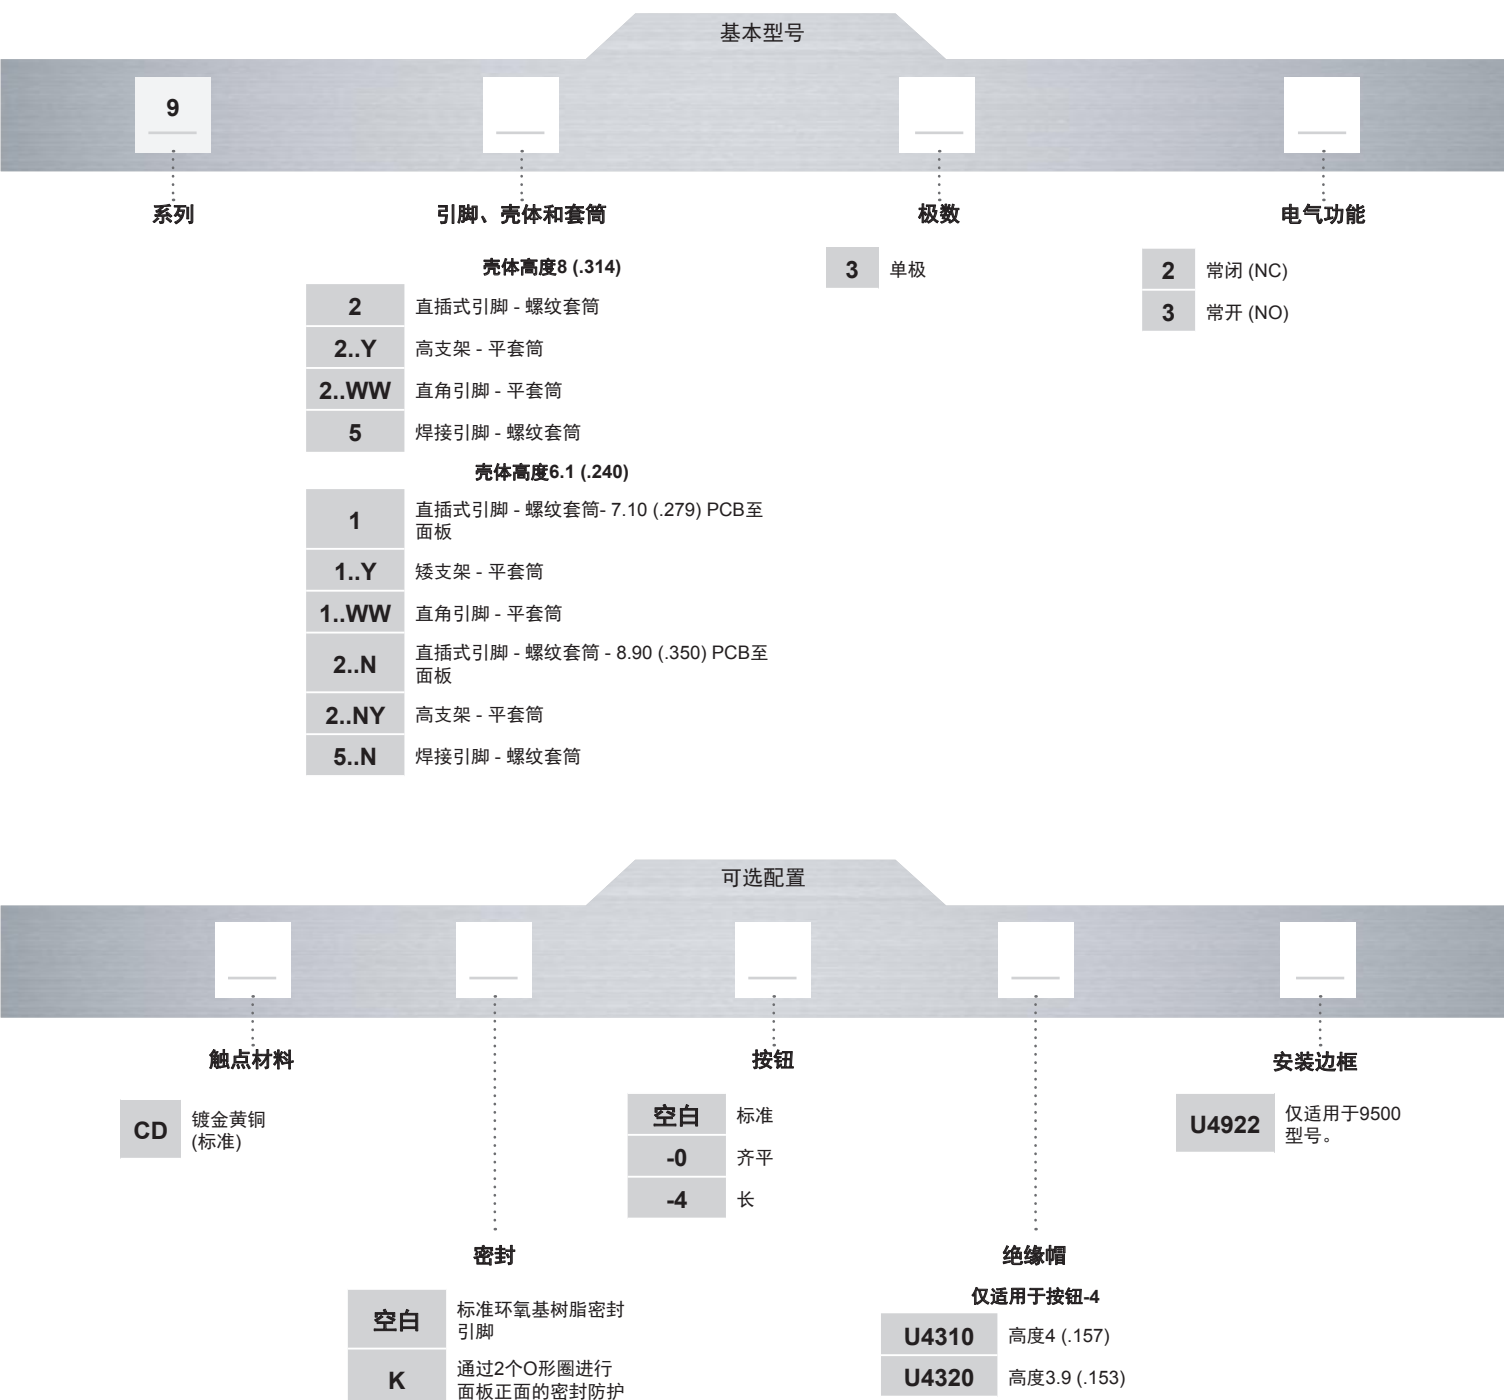 基本型号
9
系列
引脚、壳体和套筒
极数
电气功能
壳体高度8 (.314)
2 直插式引脚 - 螺纹套筒
2..Y 高支架 - 平套筒
2..WW 直角引脚 - 平套筒
5 焊接引脚 - 螺纹套筒
壳体高度6.1 (.240)
1 直插式引脚 - 螺纹套筒- 7.10 (.279) PCB至
面板
1..Y 矮支架 - 平套筒
1..WW 直角引脚 - 平套筒
2..N 直插式引脚 - 螺纹套筒 - 8.90 (.350) PCB至
面板
2..NY 高支架 - 平套筒
5..N 焊接引脚 - 螺纹套筒
3 单极
2 常闭 (NC)
3 常开 (NO)
可选配置
触点材料
CD 镀金黄铜
(标准)
密封
空白 标准环氧基树脂密封
引脚
K 通过2个O形圈进行
面板正面的密封防护
按钮
空白 标准
-0 齐平
-4 长
绝缘帽
仅适用于按钮-4
U4310 高度4 (.157)
U4320 高度3.9 (.153)
安装边框
U4922 仅适用于9500
型号。